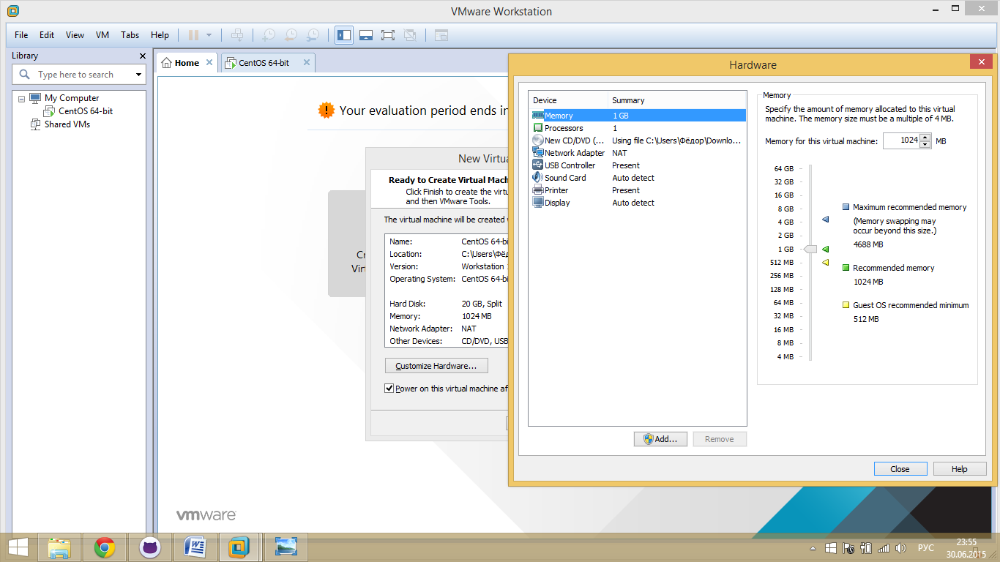 VMware Workstation
File Edit View VM Tabs Help
Library
Type here to search
My Computer
CentOS 64-bit
Shared VMs
Home
CentOS 64-bit
Your evaluation period ends in
New Virtua
Ready to Create Virtual Mach
Click Finish to create the virtu
and then VMware Tools.
The virtual machine will be created
Name: CentOS 64-bi
Location: C:\Users\Фё
Version: Workstation
Operating System: CentOS 64-bi
Hard Disk: 20 GB, Split
Memory: 1024 MB
Network Adapter: NAT
Other Devices: CD/DVD, USB
Customize Hardware...
Power on this virtual machine af
Hardware
Device Summary
Memory 1 GB
Processors 1
New CD/DVD (... Using file C:\Users\Фёдор\Downlo...
Network Adapter NAT
USB Controller Present
Sound Card Auto detect
Printer Present
Display Auto detect
Add... Remove
Memory
Specify the amount of memory allocated to this virtual
machine. The memory size must be a multiple of 4 MB.
Memory for this virtual machine: 1024 MB
64 GB
32 GB
16 GB
8 GB
4 GB
2 GB
1 GB
512 MB
256 MB
128 MB
64 MB
32 MB
16 MB
8 MB
4 MB
Maximum recommended memory
(Memory swapping may
occur beyond this size.)
4688 MB
Recommended memory
1024 MB
Guest OS recommended minimum
512 MB
Close Help
vmware
РУС
23:55
30.06.2015